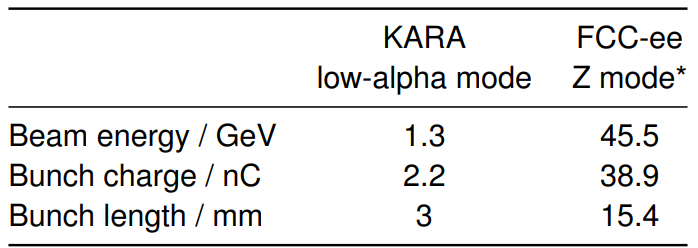 KARA FCC-ee
low-alpha mode Z mode*
Beam energy / GeV 1.3 45.5
Bunch charge / nC 2.2 38.9
Bunch length / mm 3 15.4